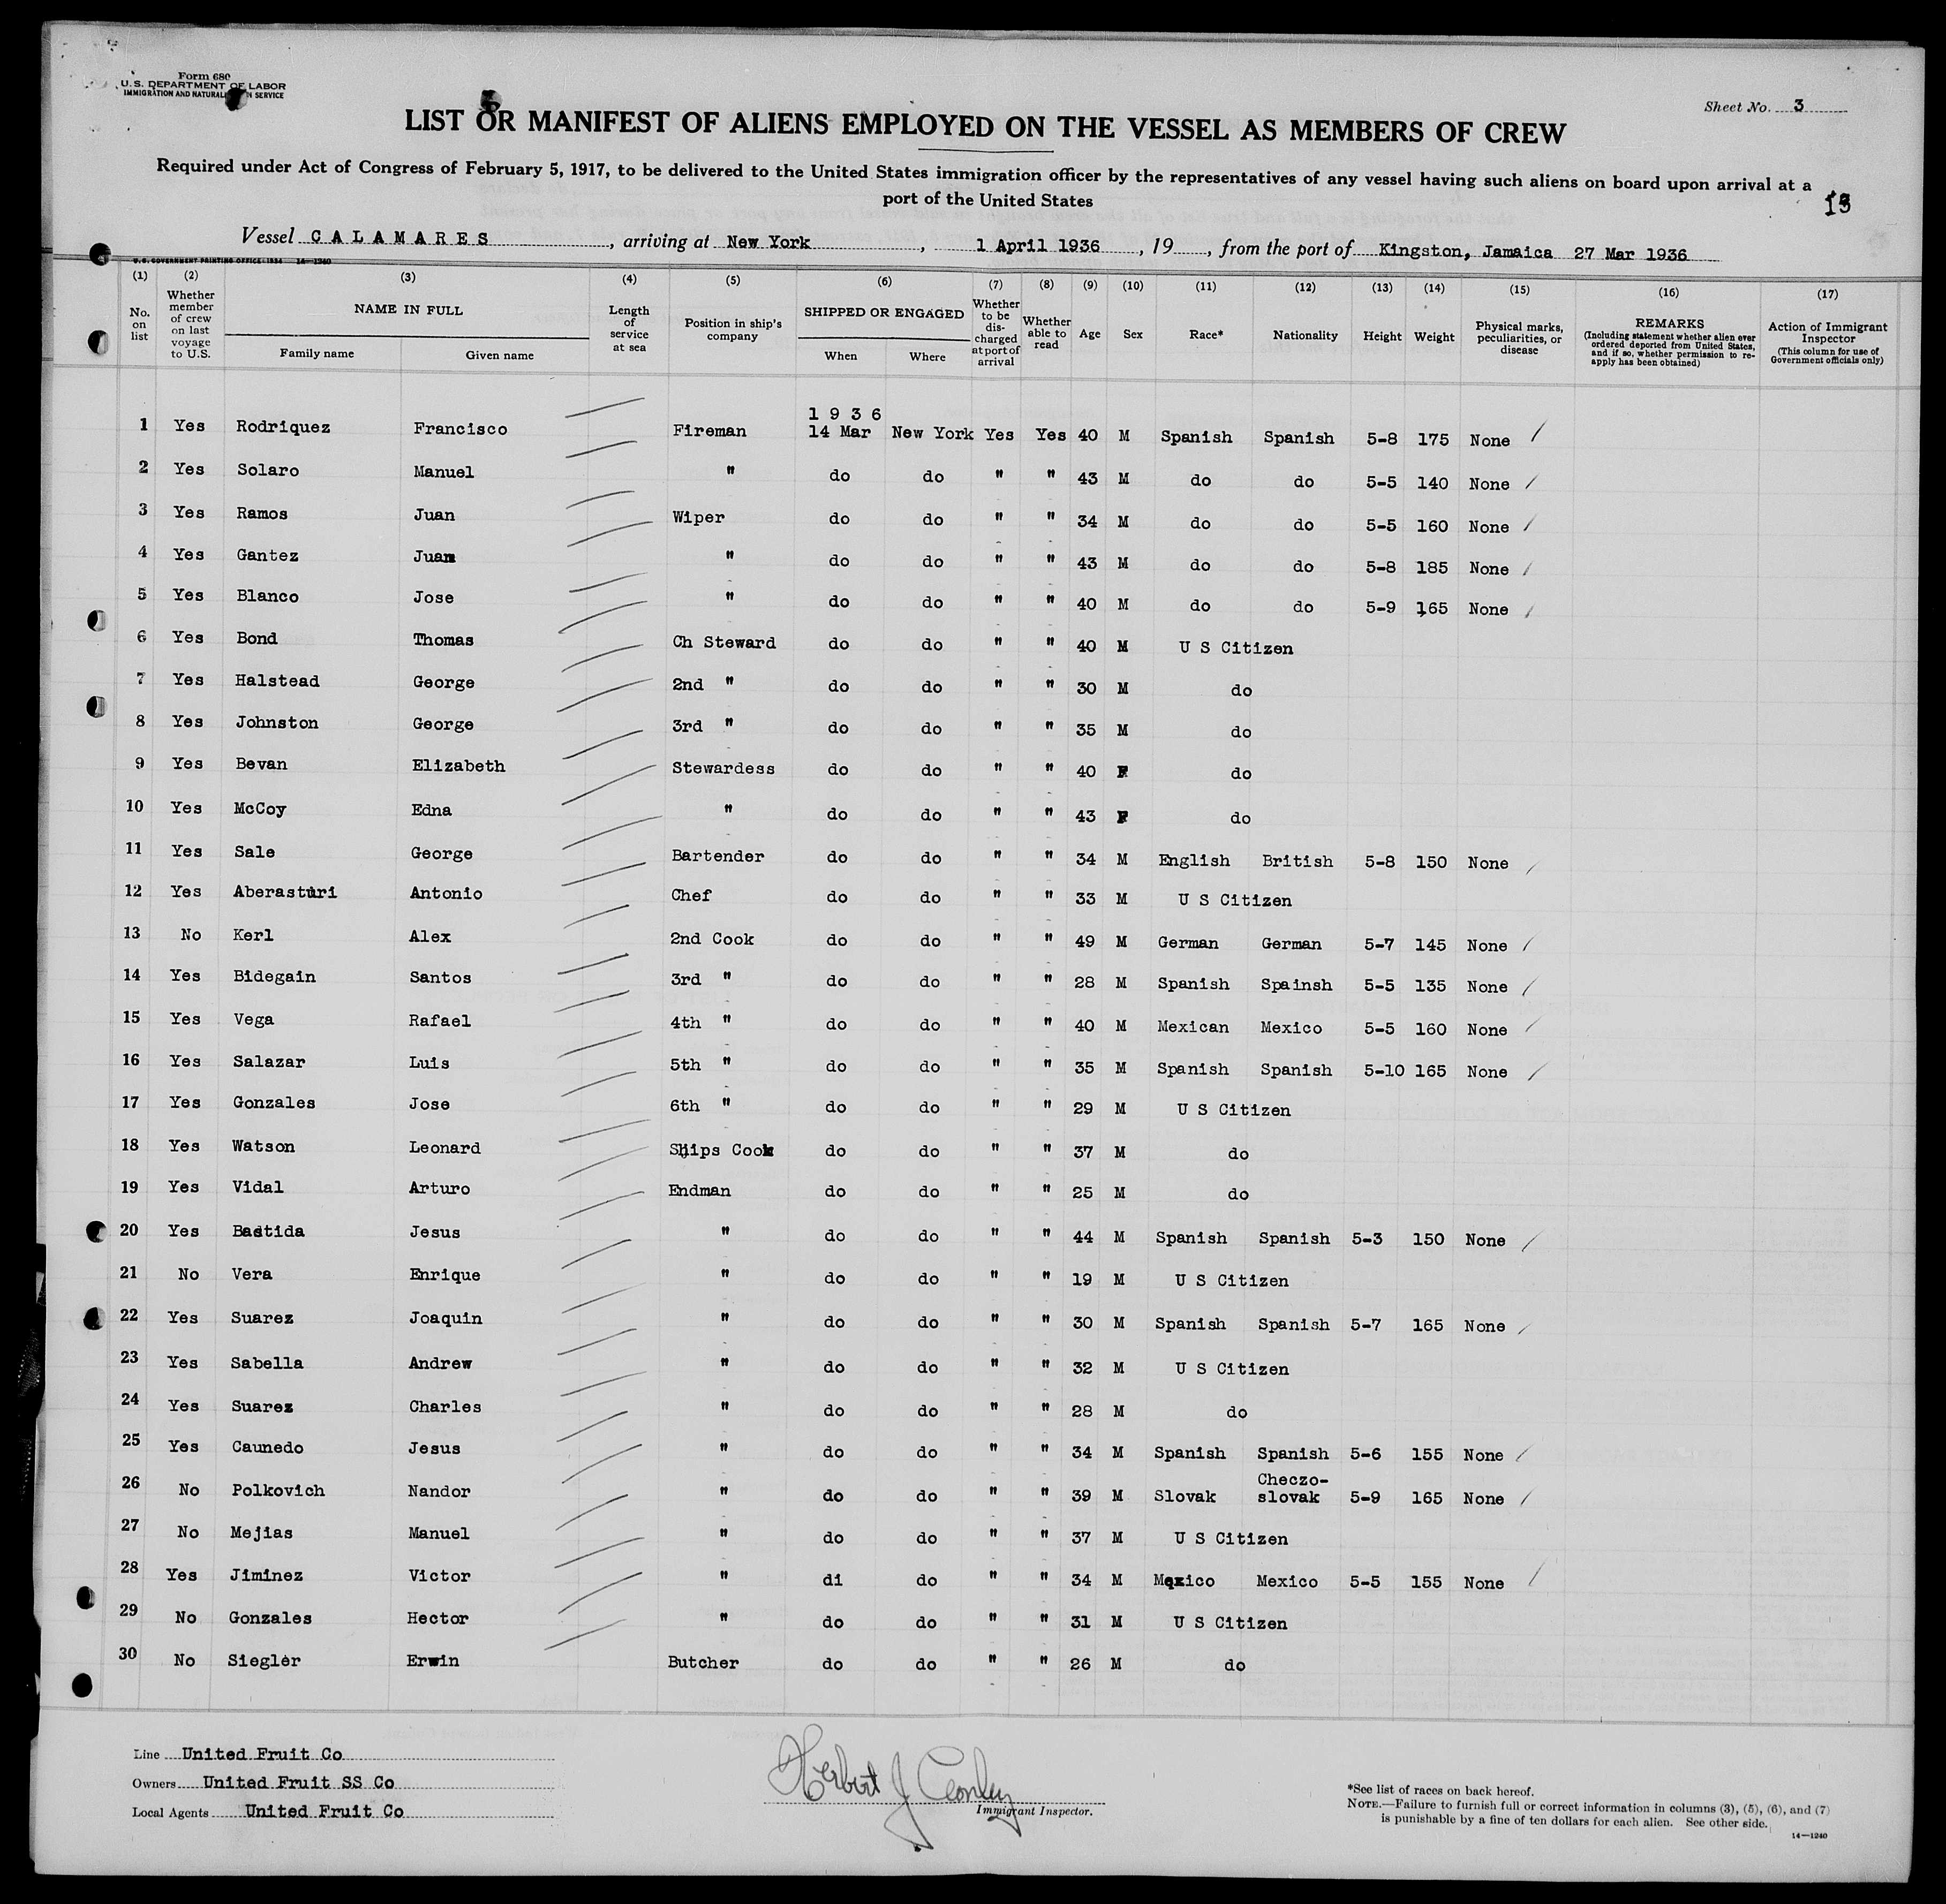 Form 680
U. S. DEPARTMENT OF LABOR
IMMIGRATION AND NATURALIZATION SERVICE
Sheet No. 3
LIST OR MANIFEST OF ALIENS EMPLOYED ON THE VESSEL AS MEMBERS OF CREW
Required under Act of Congress of February 5, 1917, to be delivered to the United States immigration officer by the representatives of any vessel having such aliens on board upon arrival at a
port of the United States
13
Vessel CALAMARES, arriving at New York, 1 April 1936, 19, from the port of Kingston, Jamaica 27 Mar 1936
U.S. GOVERNMENT PRINTING OFFICE: 1934 14-1240
(1) (2) (3) (4) (5) (6) (7) (8) (9) (10) (11) (12) (13) (14) (15) (16) (17)
No. on list
Whether member of crew on last voyage to U.S.
NAME IN FULL
Family name
Given name
Length of service at sea
Position in ship's company
SHIPPED OR ENGAGED
When
Where
Whether to be discharged at port of arrival
Whether able to read
Age
Sex
Race*
Nationality
Height
Weight
Physical marks, peculiarities, or disease
REMARKS
(Including statement whether alien ever ordered deported from United States, and if so, whether permission to re-apply has been obtained)
Action of Immigrant Inspector
(This column for use of Government officials only)
1936
1 Yes Rodriquez Francisco Fireman 14 Mar New York Yes Yes 40 M Spanish Spanish 5-8 175 None
2 Yes Solaro Manuel " do do " " 43 M do do 5-5 140 None
3 Yes Ramos Juan Wiper do do " " 34 M do do 5-5 160 None
4 Yes Gantez Juan " do do " " 43 M do do 5-8 185 None
5 Yes Blanco Jose " do do " " 40 M do do 5-9 165 None
6 Yes Bond Thomas Ch Steward do do " " 40 M U S Citizen
7 Yes Halstead George 2nd " do do " " 30 M do
8 Yes Johnston George 3rd " do do " " 35 M do
9 Yes Bevan Elizabeth Stewardess do do " " 40 F do
10 Yes McCoy Edna " do do " " 43 F do
11 Yes Sale George Bartender do do " " 34 M English British 5-8 150 None
12 Yes Aberasturi Antonio Chef do do " " 33 M U S Citizen
13 No Kerl Alex 2nd Cook do do " " 49 M German German 5-7 145 None
14 Yes Bidegain Santos 3rd " do do " " 28 M Spanish Spainsh 5-5 135 None
15 Yes Vega Rafael 4th " do do " " 40 M Mexican Mexico 5-5 160 None
16 Yes Salazar Luis 5th " do do " " 35 M Spanish Spanish 5-10 165 None
17 Yes Gonzales Jose 6th " do do " " 29 M U S Citizen
18 Yes Watson Leonard Ships Cook do do " " 37 M do
19 Yes Vidal Arturo Endman do do " " 25 M do
20 Yes Bastida Jesus " do do " " 44 M Spanish Spanish 5-3 150 None
21 No Vera Enrique " do do " " 19 M U S Citizen
22 Yes Suarez Joaquin " do do " " 30 M Spanish Spanish 5-7 165 None
23 Yes Sabella Andrew " do do " " 32 M U S Citizen
24 Yes Suarez Charles " do do " " 28 M do
25 Yes Caunedo Jesus " do do " " 34 M Spanish Spanish 5-6 155 None
26 No Polkovich Nandor " do do " " 39 M Slovak Checzo-slovak 5-9 165 None
27 No Mejias Manuel " do do " " 37 M U S Citizen
28 Yes Jiminez Victor " di do " " 34 M Mexico Mexico 5-5 155 None
29 No Gonzales Hector " do do " " 31 M U S Citizen
30 No Siegler Erwin Butcher do do " " 26 M do
Line United Fruit Co
Owners United Fruit SS Co
Local Agents United Fruit Co
Herbert J Conley
Immigrant Inspector.
*See list of races on back hereof.
NOTE.—Failure to furnish full or correct information in columns (3), (5), (6), and (7)
is punishable by a fine of ten dollars for each alien. See other side.
14—1240